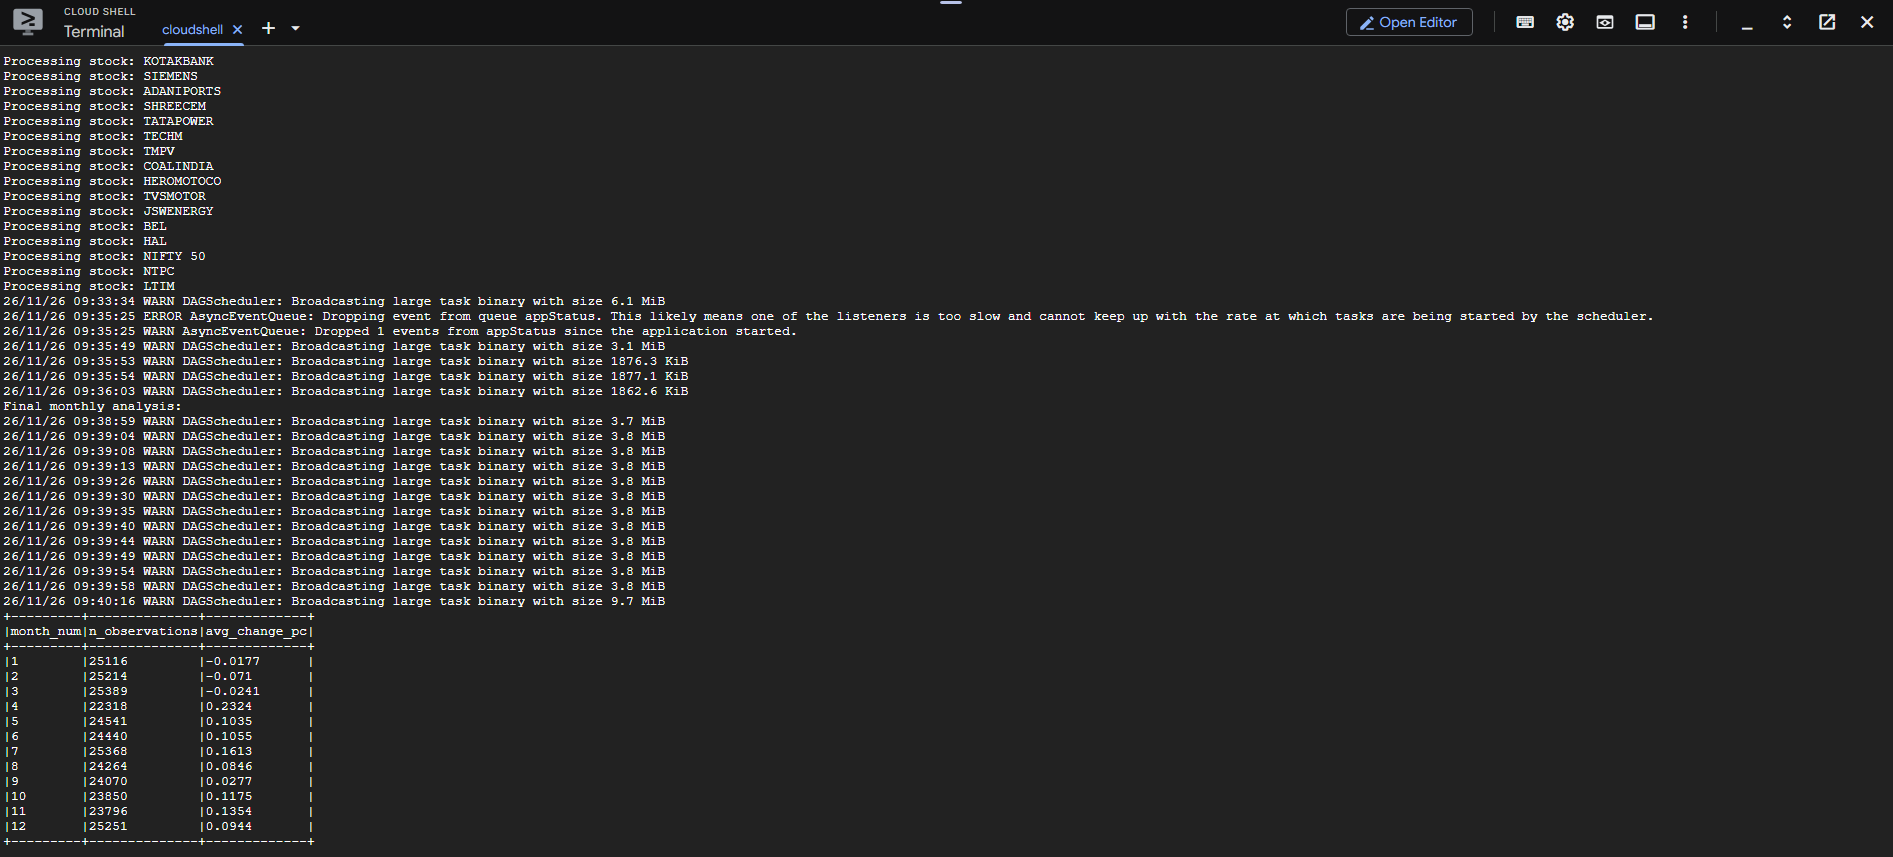 CLOUD SHELL
Terminal
cloudshell
Open Editor
Processing stock: KOTAKBANK
Processing stock: SIEMENS
Processing stock: ADANIPORTS
Processing stock: SHREECEM
Processing stock: TATAPOWER
Processing stock: TECHM
Processing stock: TMPV
Processing stock: COALINDIA
Processing stock: HEROMOTOCO
Processing stock: TVSMOTOR
Processing stock: JSWENERGY
Processing stock: BEL
Processing stock: HAL
Processing stock: NIFTY 50
Processing stock: NTPC
Processing stock: LTIM
26/11/26 09:33:34 WARN DAGScheduler: Broadcasting large task binary with size 6.1 MiB
26/11/26 09:35:25 ERROR AsyncEventQueue: Dropping event from queue appStatus. This likely means one of the listeners is too slow and cannot keep up with the rate at which tasks are being started by the scheduler.
26/11/26 09:35:25 WARN AsyncEventQueue: Dropped 1 events from appStatus since the application started.
26/11/26 09:35:49 WARN DAGScheduler: Broadcasting large task binary with size 3.1 MiB
26/11/26 09:35:53 WARN DAGScheduler: Broadcasting large task binary with size 1876.3 KiB
26/11/26 09:35:54 WARN DAGScheduler: Broadcasting large task binary with size 1877.1 KiB
26/11/26 09:36:03 WARN DAGScheduler: Broadcasting large task binary with size 1862.6 KiB
Final monthly analysis:
26/11/26 09:38:59 WARN DAGScheduler: Broadcasting large task binary with size 3.7 MiB
26/11/26 09:39:04 WARN DAGScheduler: Broadcasting large task binary with size 3.8 MiB
26/11/26 09:39:08 WARN DAGScheduler: Broadcasting large task binary with size 3.8 MiB
26/11/26 09:39:13 WARN DAGScheduler: Broadcasting large task binary with size 3.8 MiB
26/11/26 09:39:26 WARN DAGScheduler: Broadcasting large task binary with size 3.8 MiB
26/11/26 09:39:30 WARN DAGScheduler: Broadcasting large task binary with size 3.8 MiB
26/11/26 09:39:35 WARN DAGScheduler: Broadcasting large task binary with size 3.8 MiB
26/11/26 09:39:40 WARN DAGScheduler: Broadcasting large task binary with size 3.8 MiB
26/11/26 09:39:44 WARN DAGScheduler: Broadcasting large task binary with size 3.8 MiB
26/11/26 09:39:49 WARN DAGScheduler: Broadcasting large task binary with size 3.8 MiB
26/11/26 09:39:54 WARN DAGScheduler: Broadcasting large task binary with size 3.8 MiB
26/11/26 09:39:58 WARN DAGScheduler: Broadcasting large task binary with size 3.8 MiB
26/11/26 09:40:16 WARN DAGScheduler: Broadcasting large task binary with size 9.7 MiB
+---------+--------------+-------------+
|month_num|n_observations|avg_change_pc|
+---------+--------------+-------------+
|1        |25116         |-0.0177      |
|2        |25214         |-0.071       |
|3        |25389         |-0.0241      |
|4        |22318         |0.2324       |
|5        |24541         |0.1035       |
|6        |24440         |0.1055       |
|7        |25368         |0.1613       |
|8        |24264         |0.0846       |
|9        |24070         |0.0277       |
|10       |23850         |0.1175       |
|11       |23796         |0.1354       |
|12       |25251         |0.0944       |
+---------+--------------+-------------+